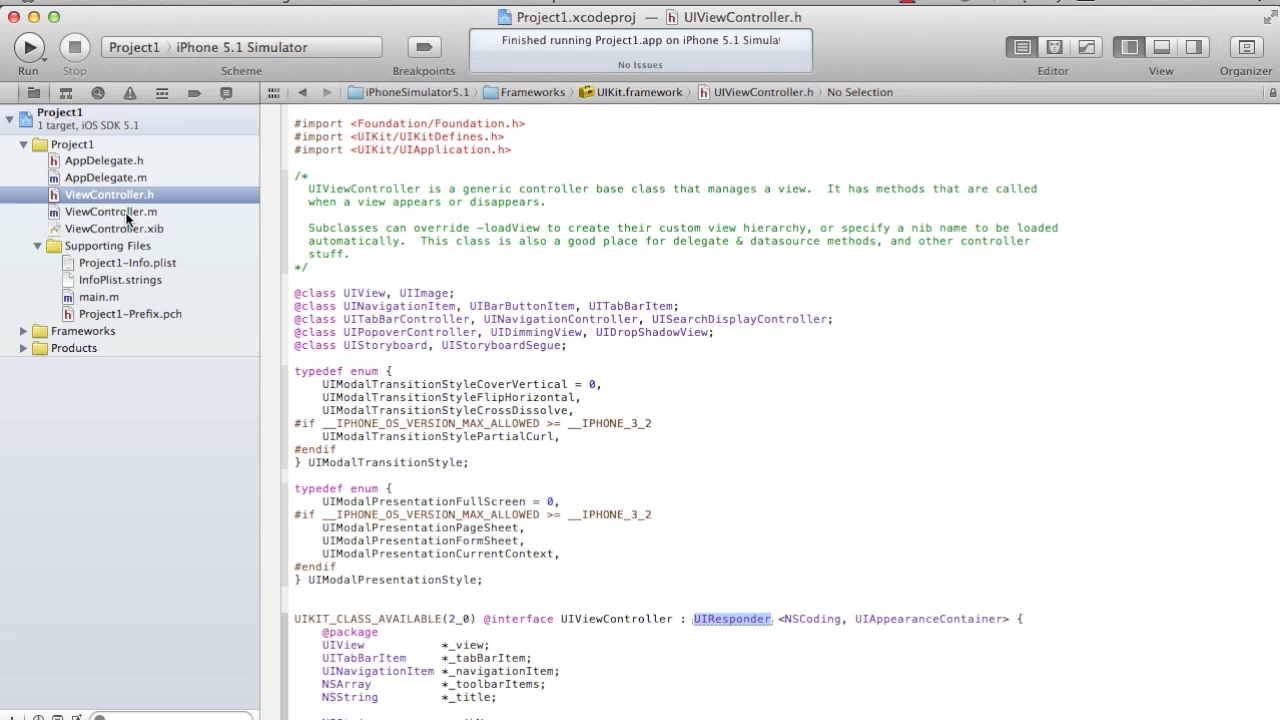 Project1.xcodeproj — UIViewController.h
Project1 〉 iPhone 5.1 Simulator
Finished running Project1.app on iPhone 5.1 Simula
No Issues
Run Stop Scheme Breakpoints Editor View Organizer
iPhoneSimulator5.1 〉 Frameworks 〉 UIKit.framework 〉 UIViewController.h 〉 No Selection
Project1
1 target, iOS SDK 5.1
Project1
AppDelegate.h
AppDelegate.m
ViewController.h
ViewController.m
ViewController.xib
Supporting Files
Project1-Info.plist
InfoPlist.strings
main.m
Project1-Prefix.pch
Frameworks
Products
#import <Foundation/Foundation.h>
#import <UIKit/UIKitDefines.h>
#import <UIKit/UIApplication.h>
/*
UIViewController is a generic controller base class that manages a view.  It has methods that are called
when a view appears or disappears.
Subclasses can override -loadView to create their custom view hierarchy, or specify a nib name to be loaded
automatically.  This class is also a good place for delegate & datasource methods, and other controller
stuff.
*/
@class UIView, UIImage;
@class UINavigationItem, UIBarButtonItem, UITabBarItem;
@class UITabBarController, UINavigationController, UISearchDisplayController;
@class UIPopoverController, UIDimmingView, UIDropShadowView;
@class UIStoryboard, UIStoryboardSegue;
typedef enum {
UIModalTransitionStyleCoverVertical = 0,
UIModalTransitionStyleFlipHorizontal,
UIModalTransitionStyleCrossDissolve,
#if __IPHONE_OS_VERSION_MAX_ALLOWED >= __IPHONE_3_2
UIModalTransitionStylePartialCurl,
#endif
} UIModalTransitionStyle;
typedef enum {
UIModalPresentationFullScreen = 0,
#if __IPHONE_OS_VERSION_MAX_ALLOWED >= __IPHONE_3_2
UIModalPresentationPageSheet,
UIModalPresentationFormSheet,
UIModalPresentationCurrentContext,
#endif
} UIModalPresentationStyle;
UIKIT_CLASS_AVAILABLE(2_0) @interface UIViewController : UIResponder <NSCoding, UIAppearanceContainer> {
@package
UIView *_view;
UITabBarItem *_tabBarItem;
UINavigationItem *_navigationItem;
NSArray *_toolbarItems;
NSString *_title;